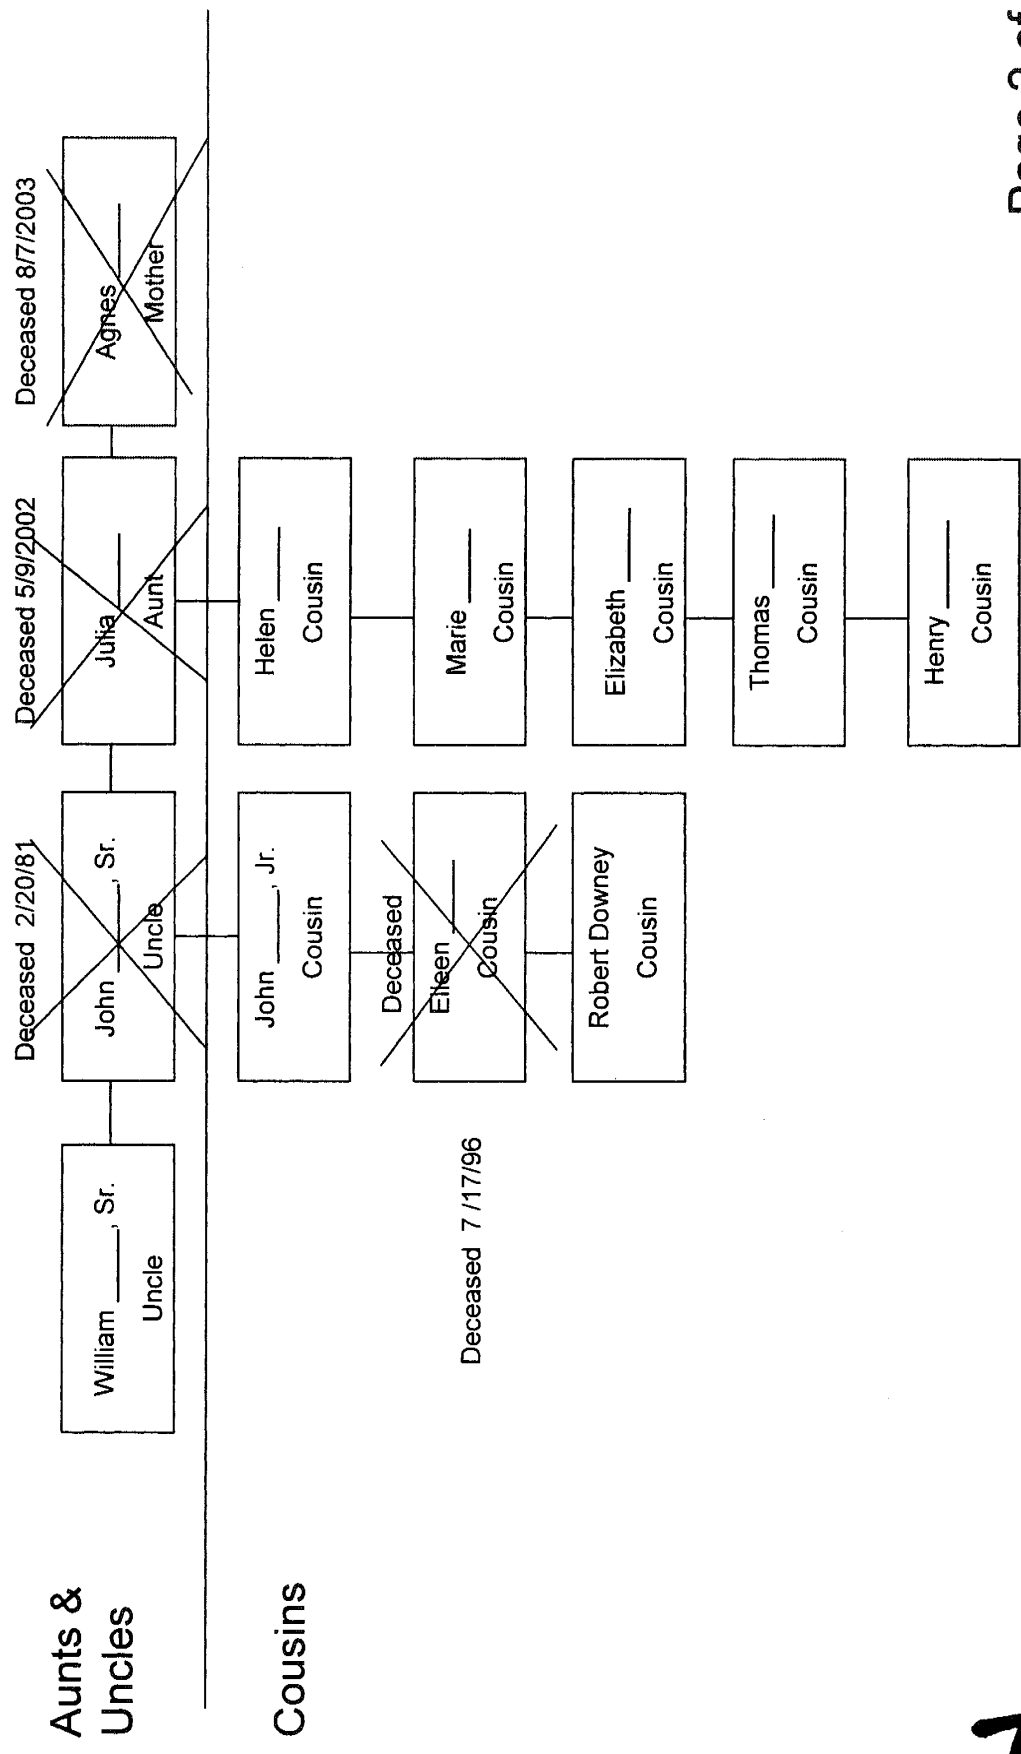 Aunts &
Uncles
William ____, Sr.
Uncle
Deceased 2/20/81
John ____, Sr.
Uncle
Deceased 5/9/2002
Julia ____
Aunt
Deceased 8/7/2003
Agnes ____
Mother
Cousins
John ____, Jr.
Cousin
Deceased
Eileen ____
Cousin
Deceased 7 /17/96
Robert Downey
Cousin
Helen ____
Cousin
Marie ____
Cousin
Elizabeth ____
Cousin
Thomas ____
Cousin
Henry ____
Cousin
Page 2 of